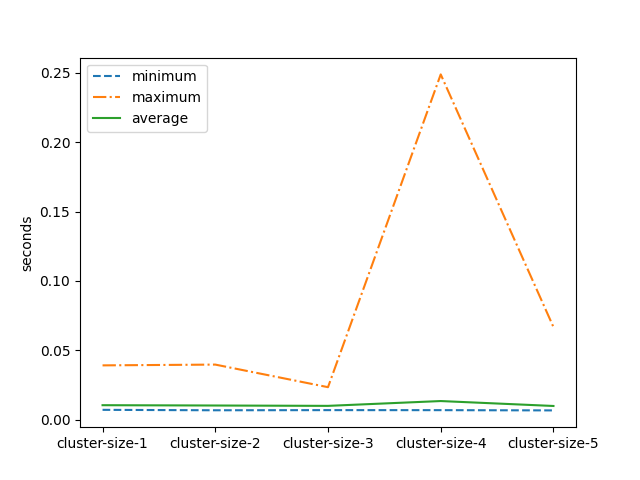 minimum
maximum
average
0.25
0.20
0.15
0.10
0.05
0.00
seconds
cluster-size-1 cluster-size-2 cluster-size-3 cluster-size-4 cluster-size-5